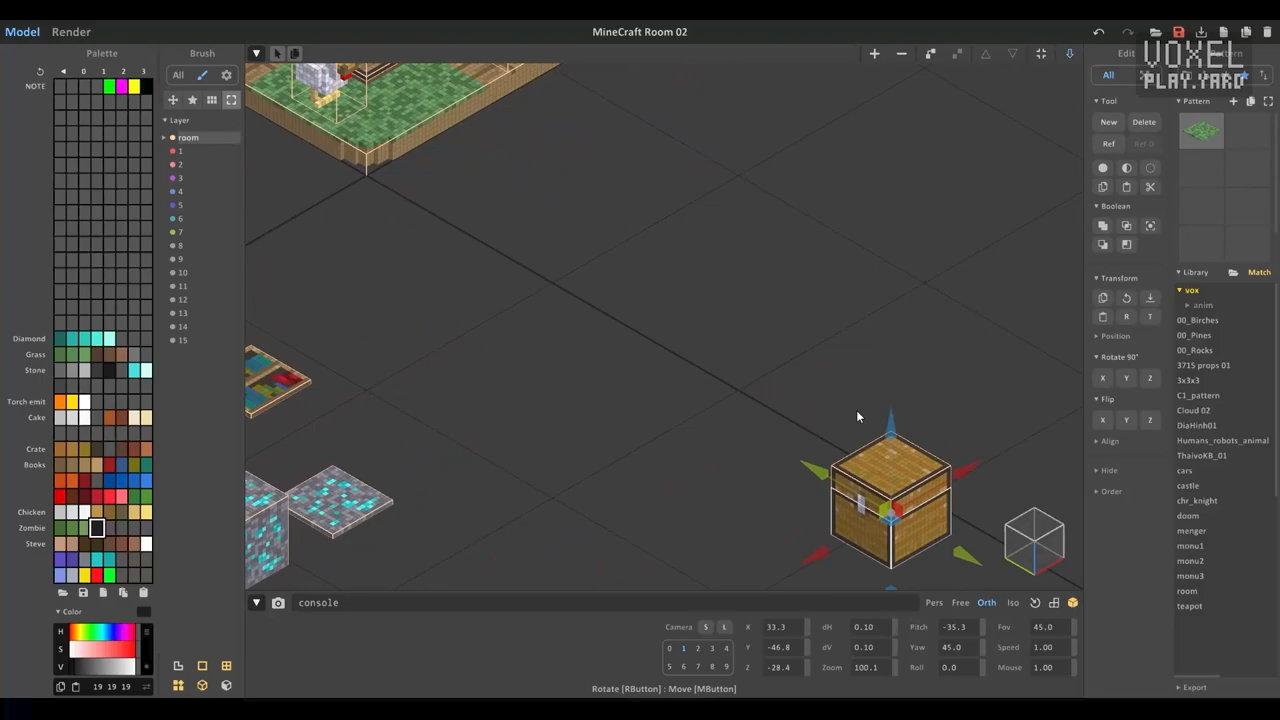 Model Render
MineCraft Room 02
VOXEL
PLAY.YARD
Palette
0 1 2 3
NOTE
Diamond
Grass
Stone
Torch emit
Cake
Crate
Books
Chicken
Zombie
Steve
Color
H
S
V
19 19 19
Brush
All
Layer
room
1
2
3
4
5
6
7
8
9
10
11
12
13
14
15
Edit
All
Tool
New Delete
Ref Ref D
Boolean
Transform
R T
Position
Rotate 90°
X Y Z
Flip
X Y Z
Align
Hide
Order
Pattern
Library Match
vox
anim
00_Birches
00_Pines
00_Rocks
3715 props 01
3x3x3
C1_pattern
Cloud 02
DiaHinh01
Humans_robots_animal
ThaivoKB_01
cars
castle
chr_knight
doom
menger
monu1
monu2
monu3
room
teapot
Export
console
Pers Free Orth Iso
Camera S L X 33.3 dH 0.10 Pitch -35.3 Fov 45.0
0 1 2 3 4 Y -46.8 dV 0.10 Yaw 45.0 Speed 1.00
5 6 7 8 9 Z -28.4 Zoom 100.1 Roll 0.0 Mouse 1.00
Rotate [RButton] : Move [MButton]